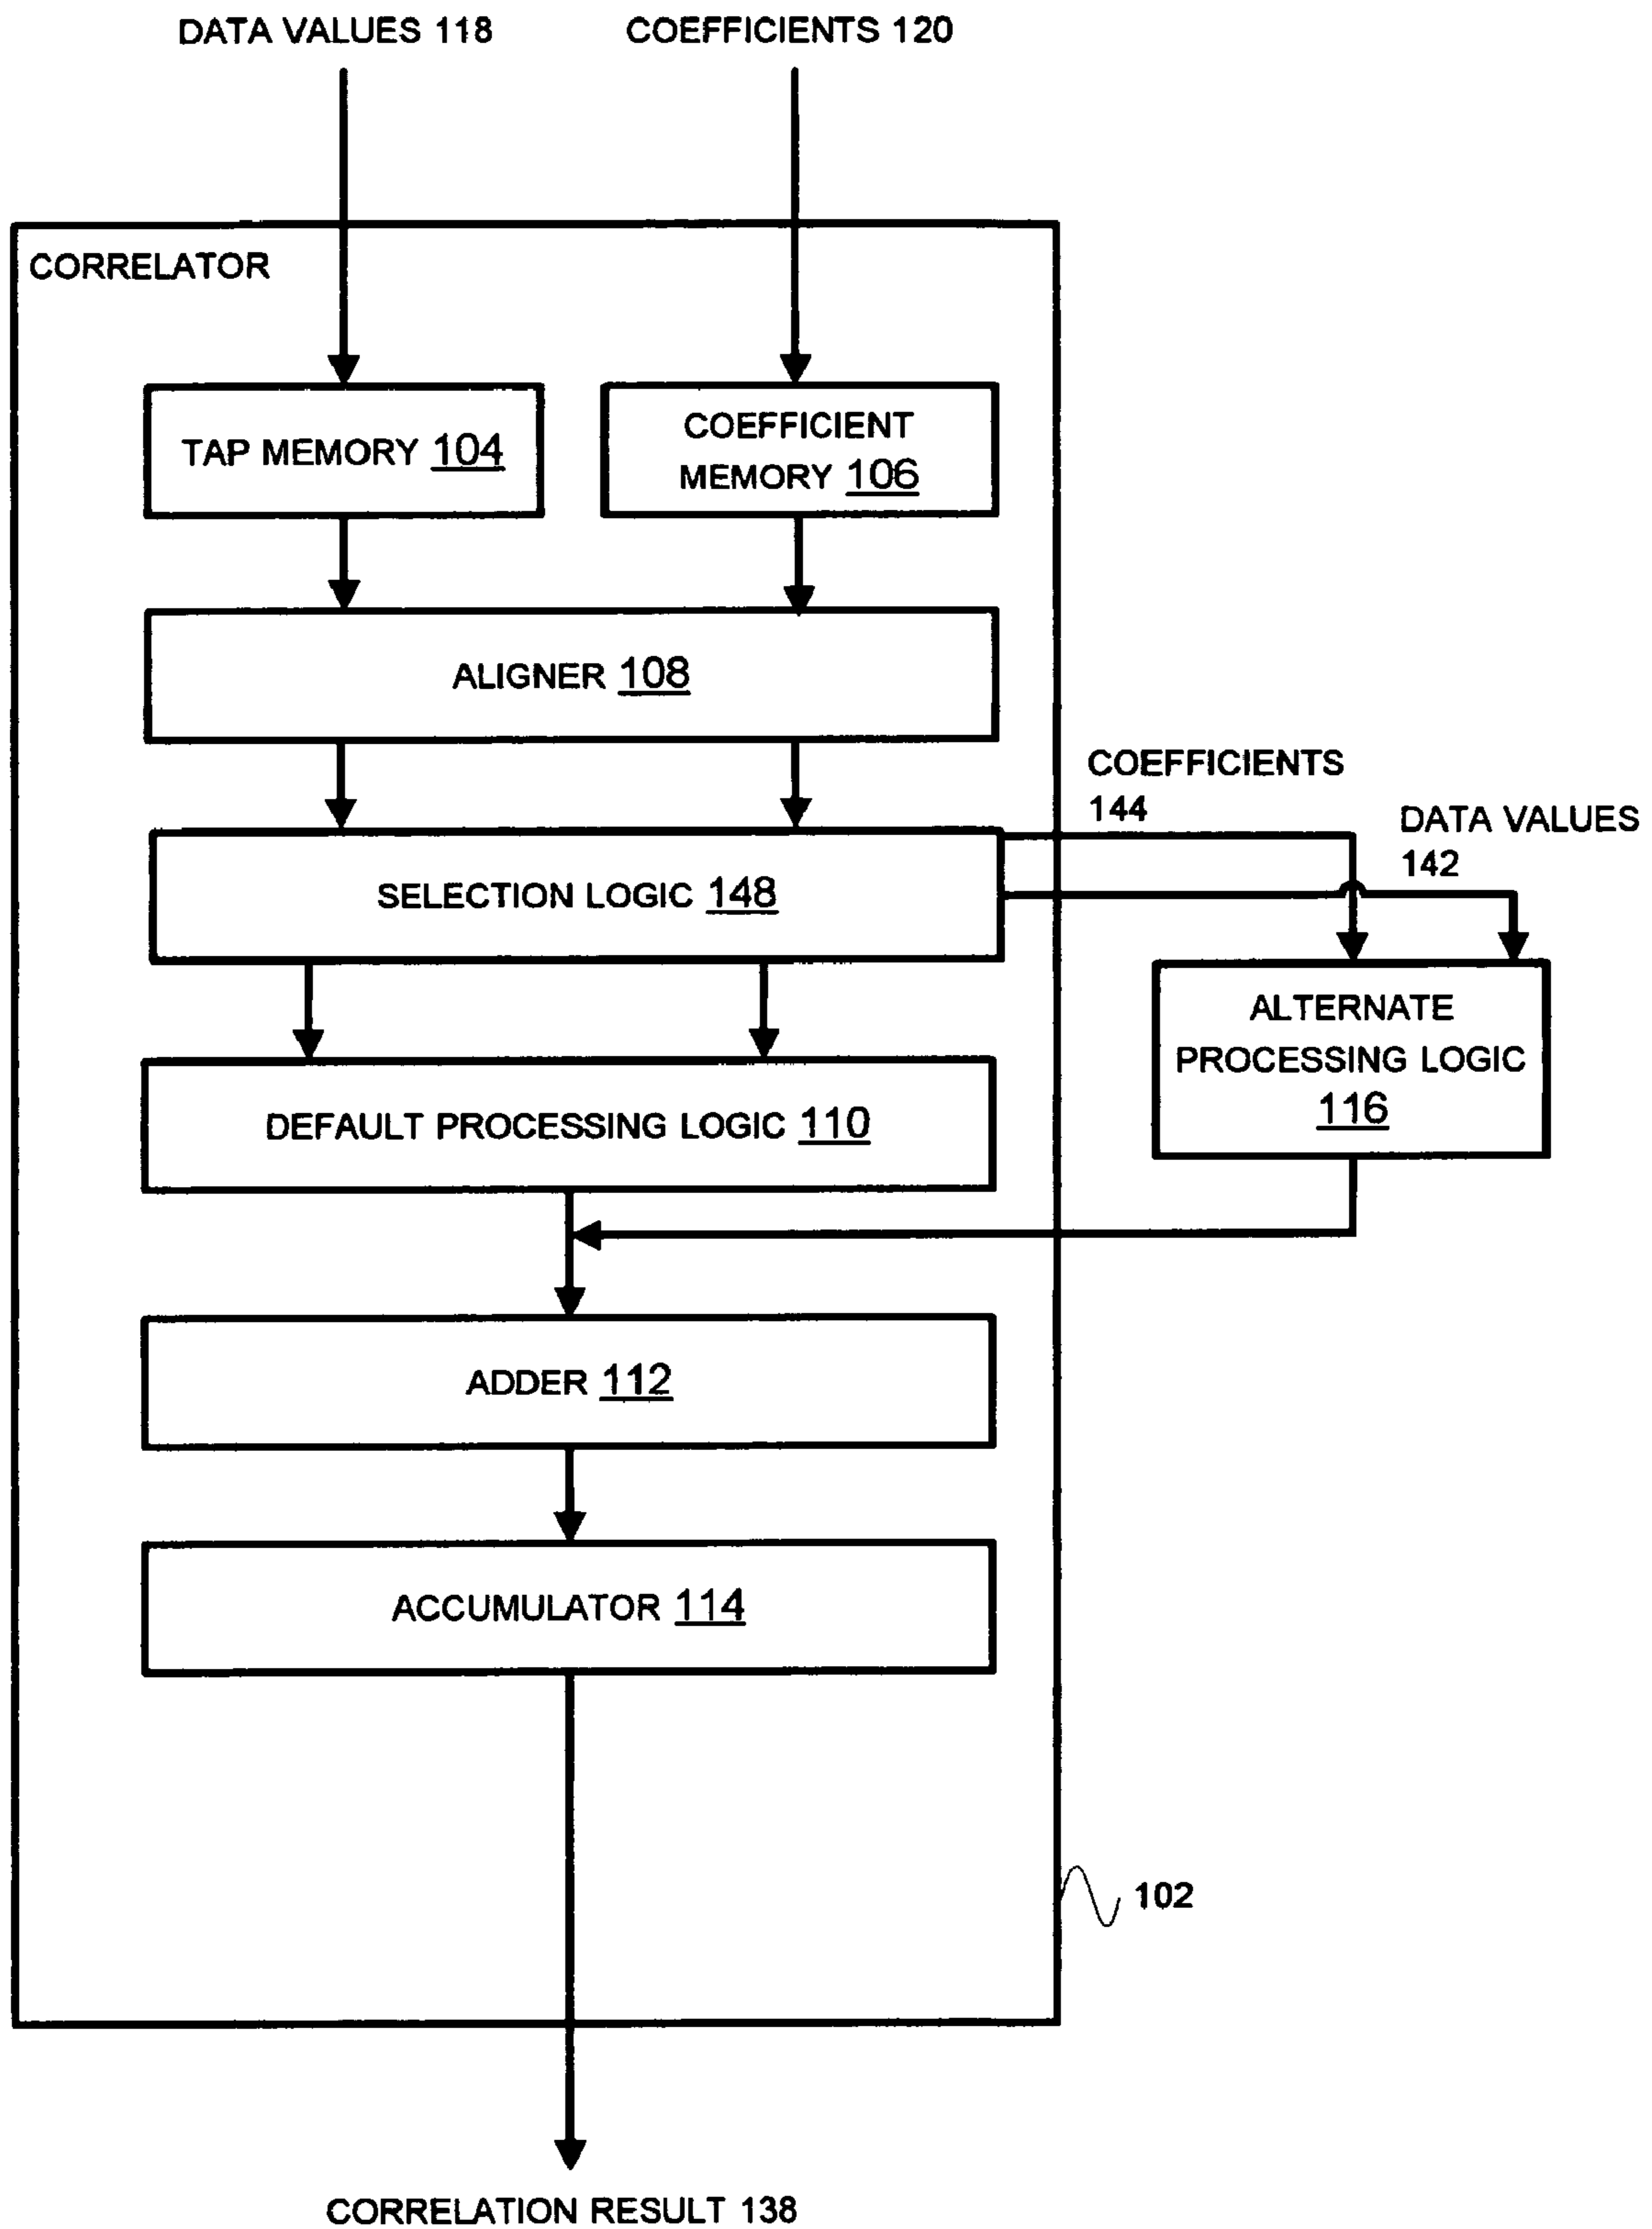 DATA VALUES 118
COEFFICIENTS 120
CORRELATOR
TAP MEMORY 104
COEFFICIENT
MEMORY 106
ALIGNER 108
COEFFICIENTS
144
DATA VALUES
142
SELECTION LOGIC 148
ALTERNATE
PROCESSING LOGIC
116
DEFAULT PROCESSING LOGIC 110
ADDER 112
ACCUMULATOR 114
102
CORRELATION RESULT 138